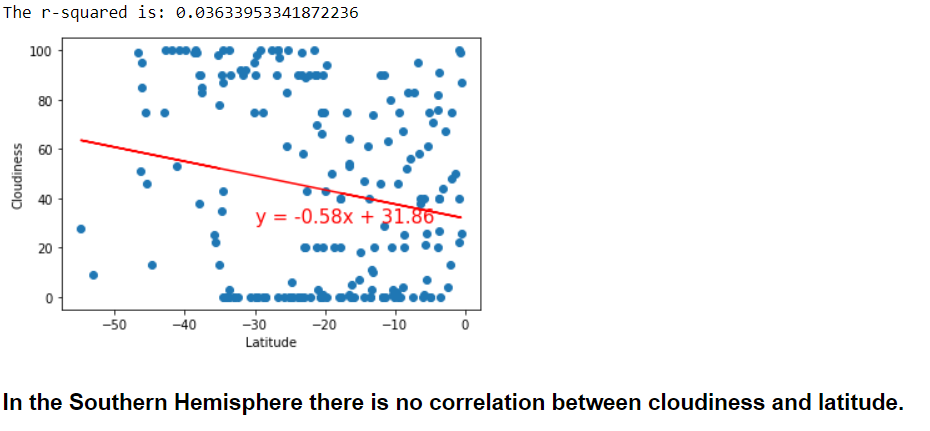 The r-squared is: 0.03633953341872236
100
80
60
40
20
0
Cloudiness
y = -0.58x + 31.86
−50 −40 −30 −20 −10 0
Latitude
In the Southern Hemisphere there is no correlation between cloudiness and latitude.